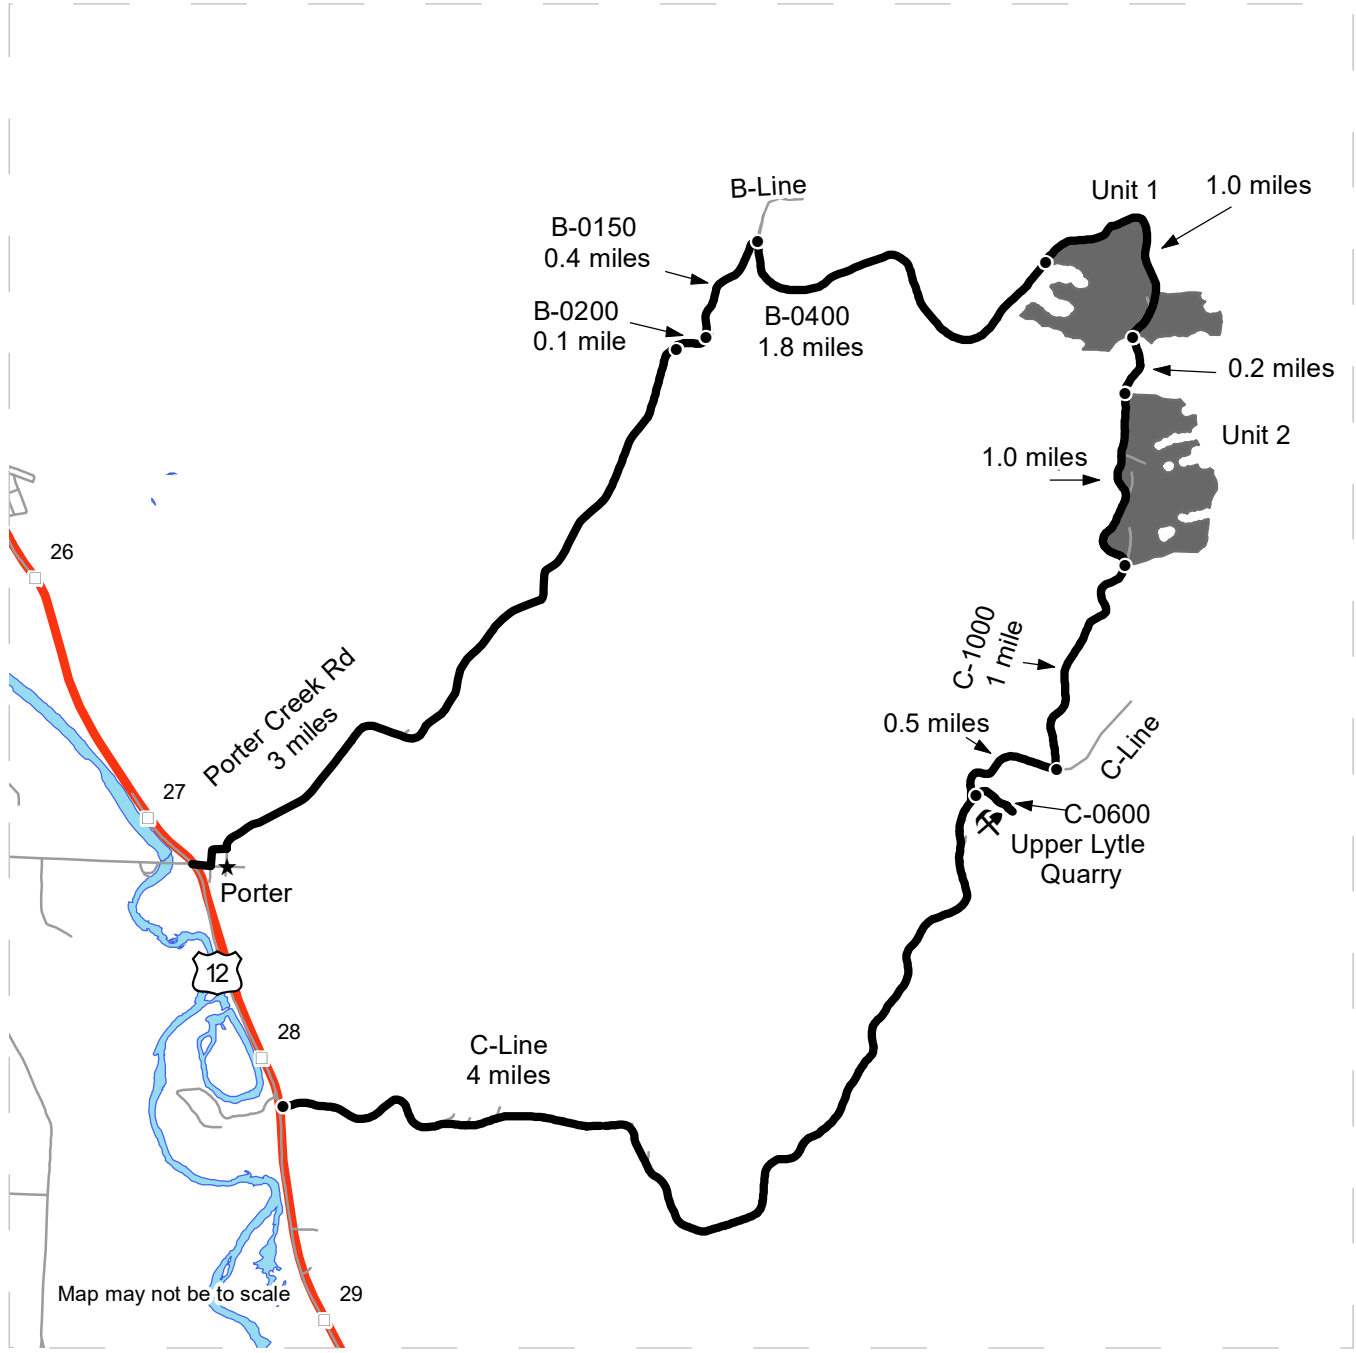 B-Line
Unit 1
1.0 miles
B-0150
0.4 miles
B-0200
0.1 mile
B-0400
1.8 miles
0.2 miles
Unit 2
1.0 miles
26
C-1000
1 mile
Porter Creek Rd
3 miles
0.5 miles
C-Line
27
C-0600
Upper Lytle
Quarry
Porter
12
28
C-Line
4 miles
Map may not be to scale
29